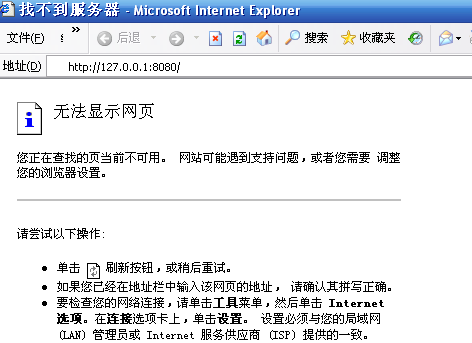 找不到服务器 - Microsoft Internet Explorer
文件(F) » 后退 搜索 收藏夹
地址(D) http://127.0.0.1:8080/
无法显示网页
您正在查找的页当前不可用。 网站可能遇到支持问题，或者您需要 调整
您的浏览器设置。
请尝试以下操作:
单击 刷新按钮，或稍后重试。
如果您已经在地址栏中输入该网页的地址， 请确认其拼写正确。
要检查您的网络连接，请单击工具菜单，然后单击 Internet
选项。在连接选项卡上，单击设置。 设置必须与您的局域网
(LAN) 管理员或 Internet 服务供应商 (ISP) 提供的一致。